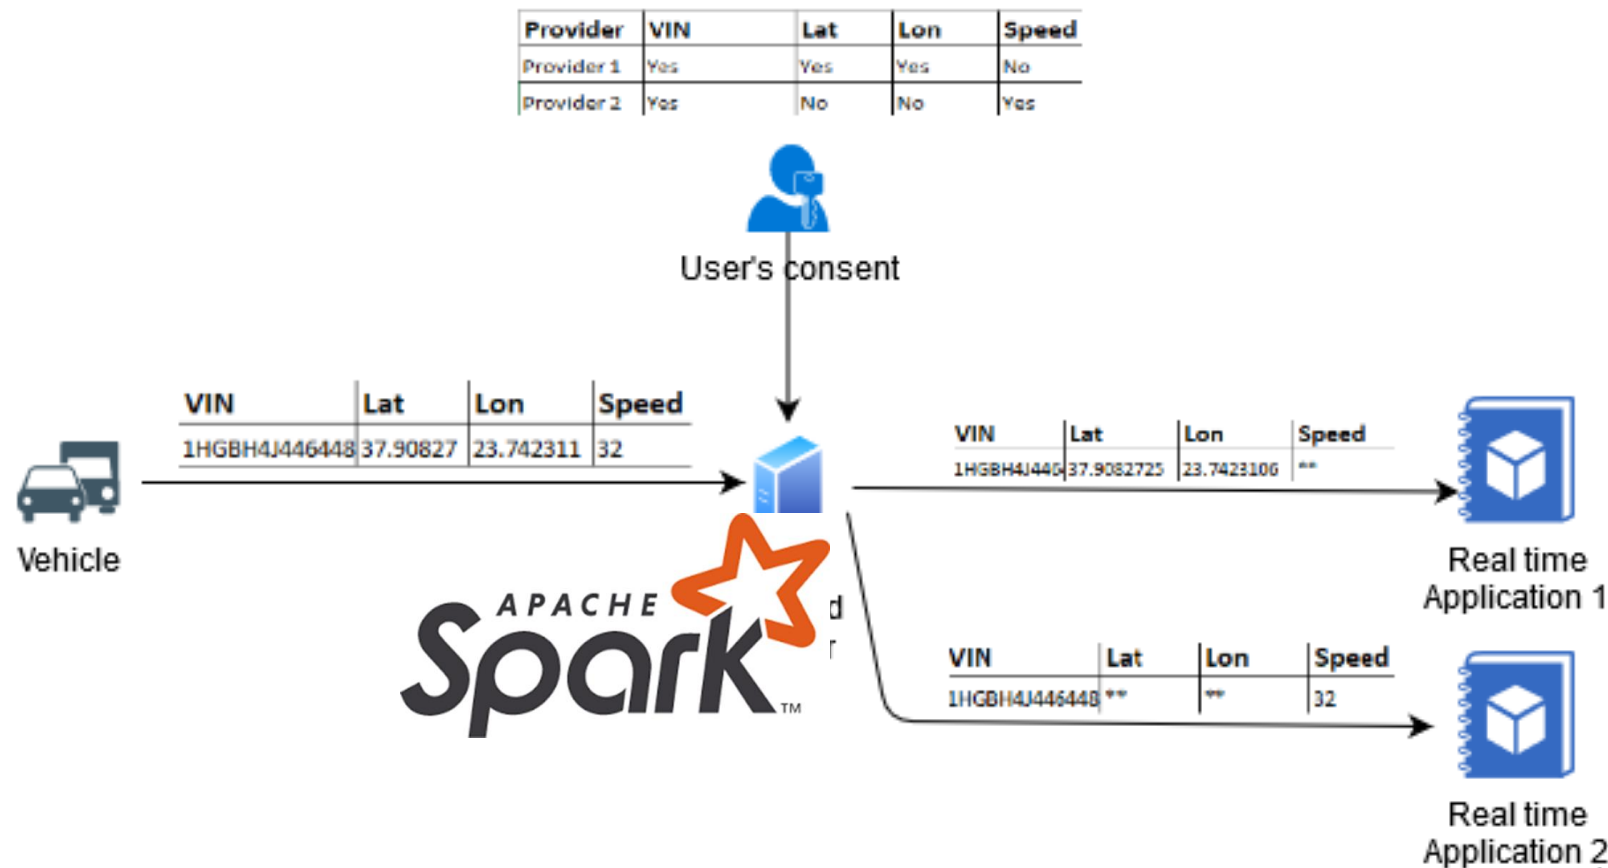 Provider VIN Lat Lon Speed
Provider 1 Yes Yes Yes No
Provider 2 Yes No No Yes
User's consent
VIN Lat Lon Speed
1HGBH4J446448 37.90827 23.742311 32
Vehicle
VIN Lat Lon Speed
1HGBH4J446 37.9082725 23.7423106 **
Real time
Application 1
APACHE
Spark™
d
r
VIN Lat Lon Speed
1HGBH4J446448 ** ** 32
Real time
Application 2